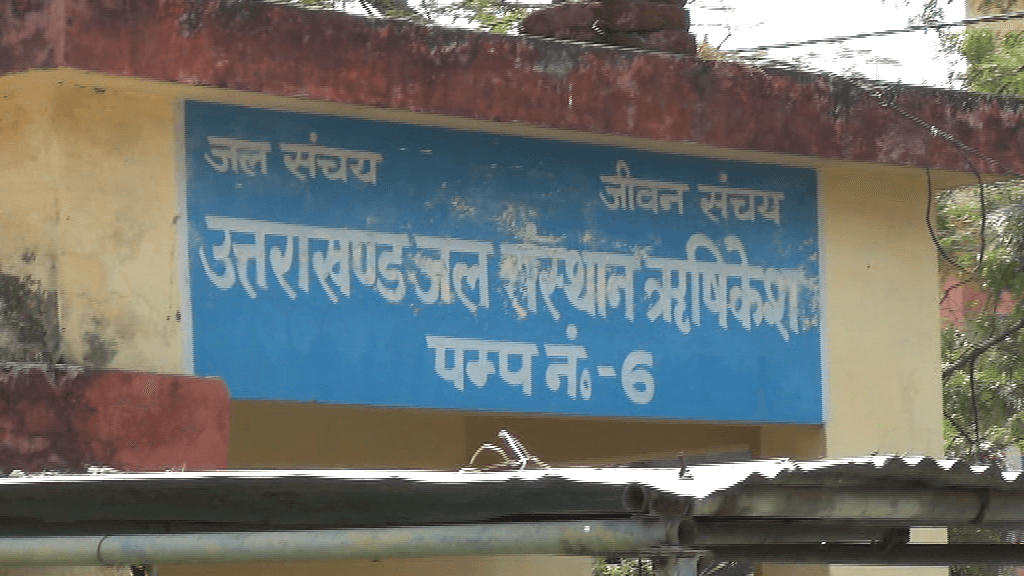 जल संचय जीवन संचय
उत्तराखण्ड जल संस्थान ऋषिकेश
पम्प नं०-6